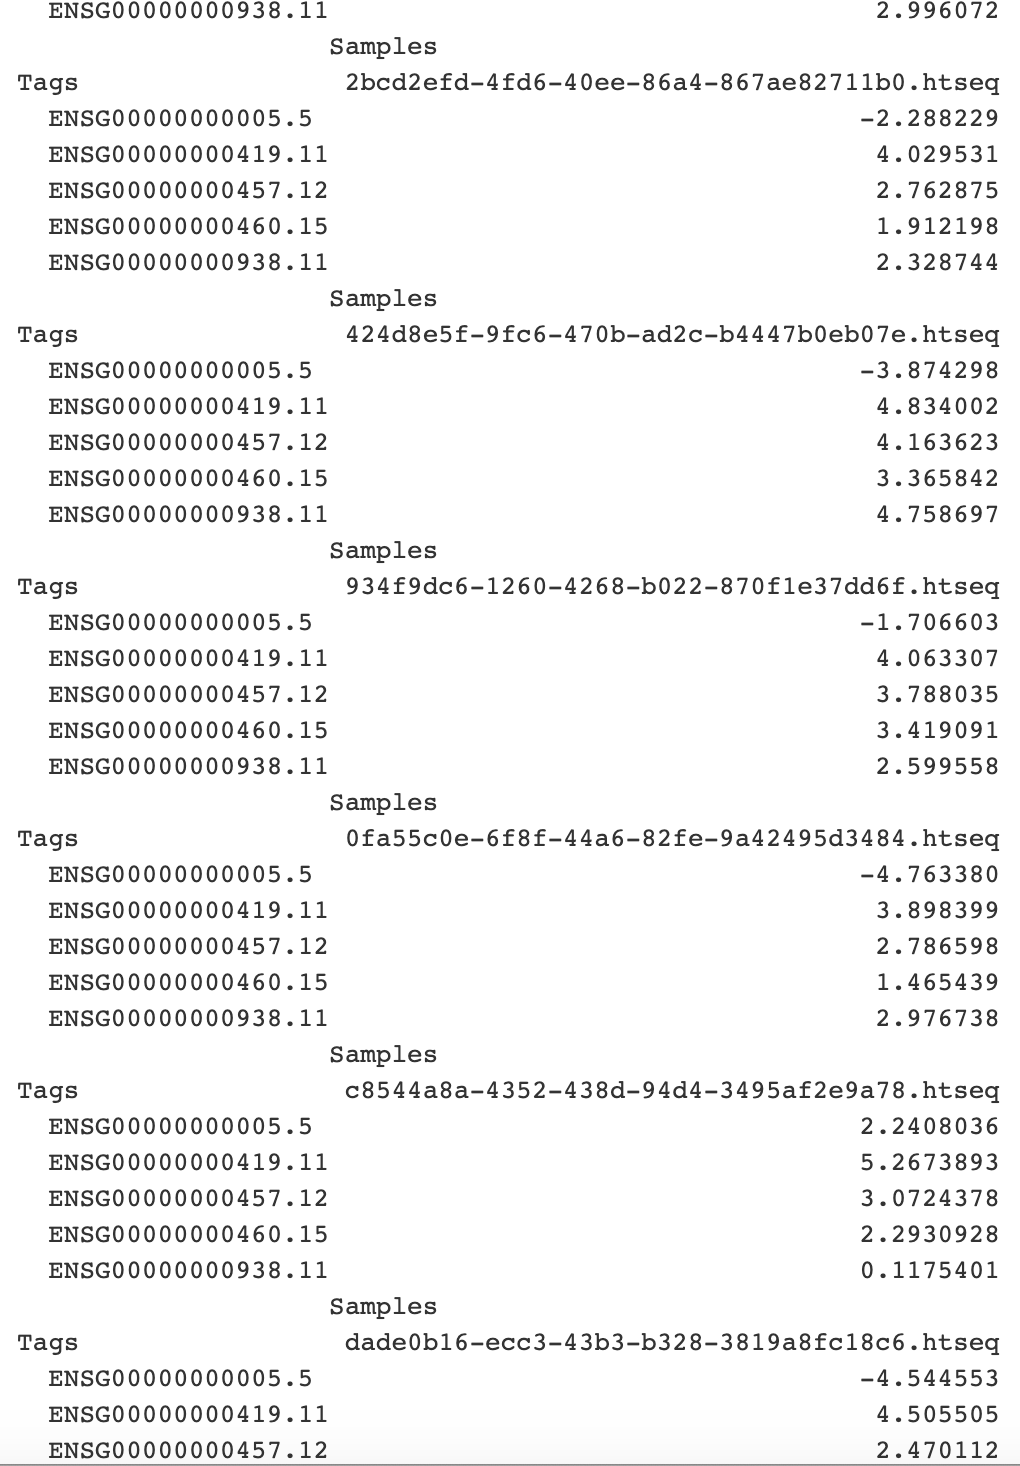 ENSG00000000938.11 2.996072
Samples
Tags 2bcd2efd-4fd6-40ee-86a4-867ae82711b0.htseq
ENSG00000000005.5 -2.288229
ENSG00000000419.11 4.029531
ENSG00000000457.12 2.762875
ENSG00000000460.15 1.912198
ENSG00000000938.11 2.328744
Samples
Tags 424d8e5f-9fc6-470b-ad2c-b4447b0eb07e.htseq
ENSG00000000005.5 -3.874298
ENSG00000000419.11 4.834002
ENSG00000000457.12 4.163623
ENSG00000000460.15 3.365842
ENSG00000000938.11 4.758697
Samples
Tags 934f9dc6-1260-4268-b022-870f1e37dd6f.htseq
ENSG00000000005.5 -1.706603
ENSG00000000419.11 4.063307
ENSG00000000457.12 3.788035
ENSG00000000460.15 3.419091
ENSG00000000938.11 2.599558
Samples
Tags 0fa55c0e-6f8f-44a6-82fe-9a42495d3484.htseq
ENSG00000000005.5 -4.763380
ENSG00000000419.11 3.898399
ENSG00000000457.12 2.786598
ENSG00000000460.15 1.465439
ENSG00000000938.11 2.976738
Samples
Tags c8544a8a-4352-438d-94d4-3495af2e9a78.htseq
ENSG00000000005.5 2.2408036
ENSG00000000419.11 5.2673893
ENSG00000000457.12 3.0724378
ENSG00000000460.15 2.2930928
ENSG00000000938.11 0.1175401
Samples
Tags dade0b16-ecc3-43b3-b328-3819a8fc18c6.htseq
ENSG00000000005.5 -4.544553
ENSG00000000419.11 4.505505
ENSG00000000457.12 2.470112